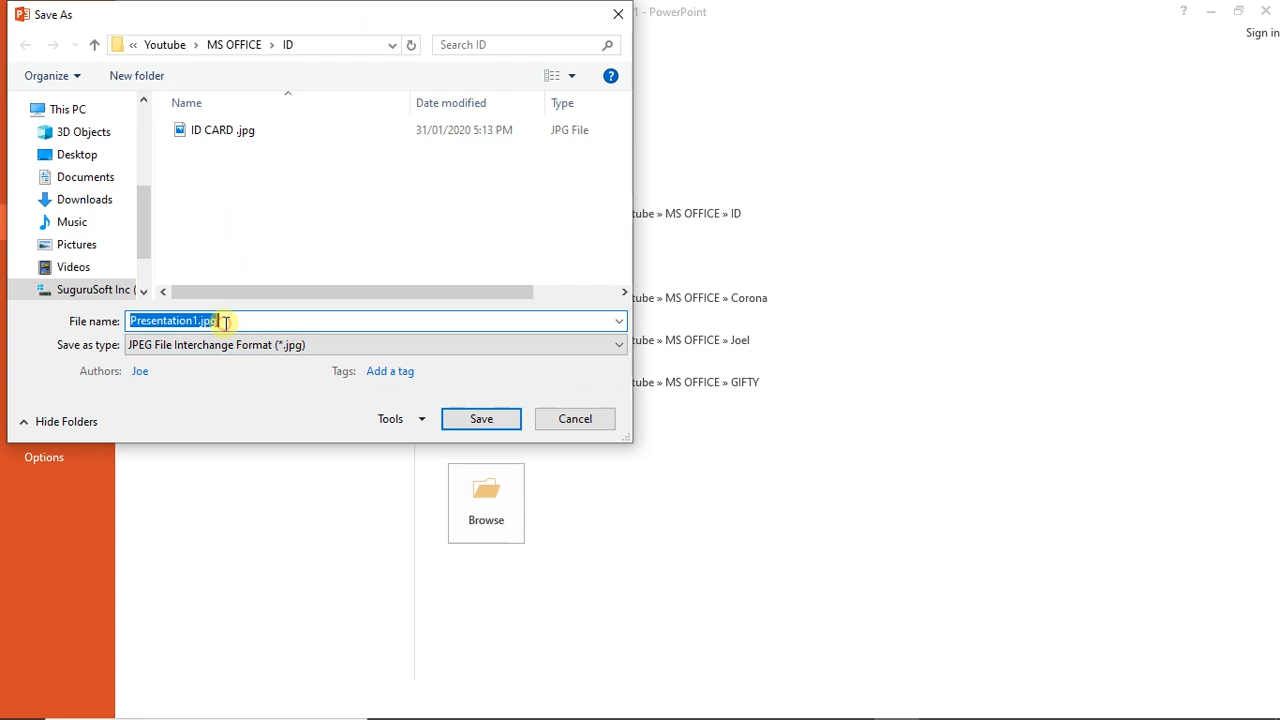 Save As
1 - PowerPoint
?
Sign in
« Youtube › MS OFFICE › ID
Search ID
Organize
New folder
?
This PC
3D Objects
Desktop
Documents
Downloads
Music
Pictures
Videos
SuguruSoft Inc (
Name
Date modified
Type
ID CARD .jpg
31/01/2020 5:13 PM
JPG File
tube » MS OFFICE » ID
tube » MS OFFICE » Corona
tube » MS OFFICE » Joel
tube » MS OFFICE » GIFTY
File name:
Presentation1.jpg
Save as type:
JPEG File Interchange Format (*.jpg)
Authors:
Joe
Tags:
Add a tag
Hide Folders
Tools
Save
Cancel
Options
Browse